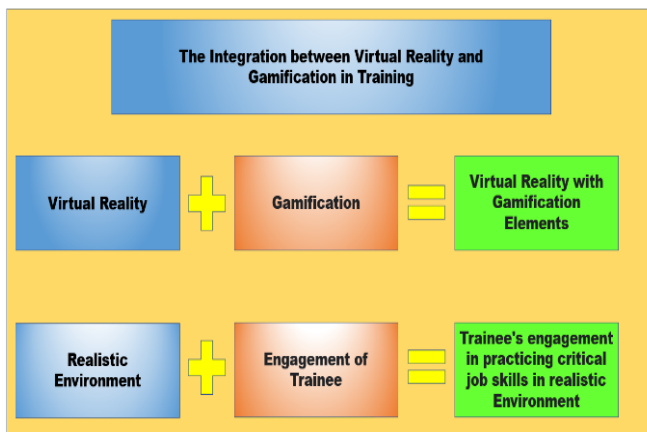 The Integration between Virtual Reality and
Gamification in Training
Virtual Reality
Gamification
Virtual Reality with
Gamification
Elements
Realistic
Environment
Engagement of
Trainee
Trainee's engagement
in practicing critical
job skills in realistic
Environment